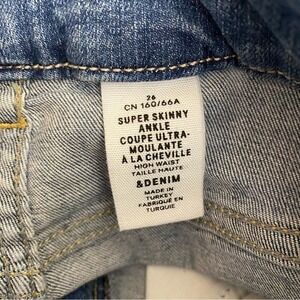 26
CN 160/66A
SUPER SKINNY
ANKLE
COUPE ULTRA-
MOULANTE
À LA CHEVILLE
HIGH WAIST
TAILLE HAUTE
&DENIM
MADE IN
TURKEY
FABRIQUÉ EN
TURQUIE